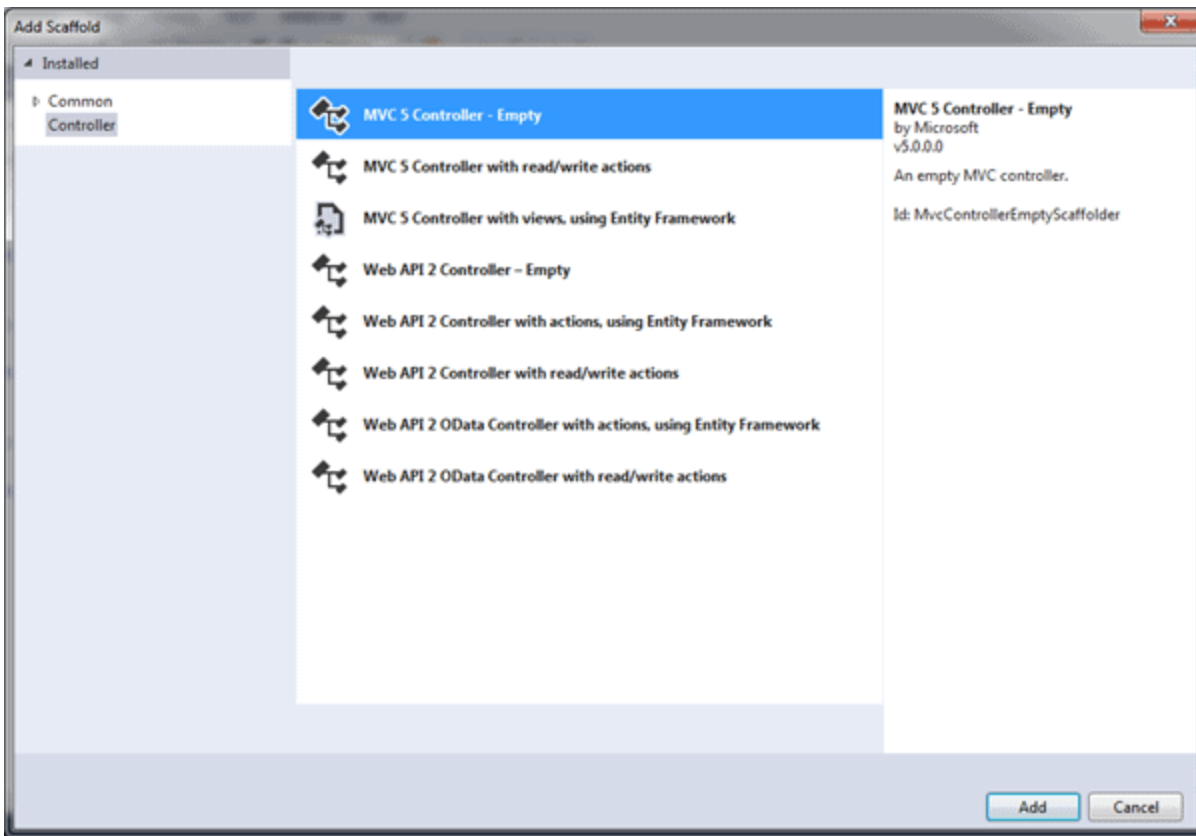 Add Scaffold
Installed
Common
Controller
MVC 5 Controller - Empty
MVC 5 Controller with read/write actions
MVC 5 Controller with views, using Entity Framework
Web API 2 Controller – Empty
Web API 2 Controller with actions, using Entity Framework
Web API 2 Controller with read/write actions
Web API 2 OData Controller with actions, using Entity Framework
Web API 2 OData Controller with read/write actions
MVC 5 Controller - Empty
by Microsoft
v5.0.0.0
An empty MVC controller.
Id: MvcControllerEmptyScaffolder
Add
Cancel